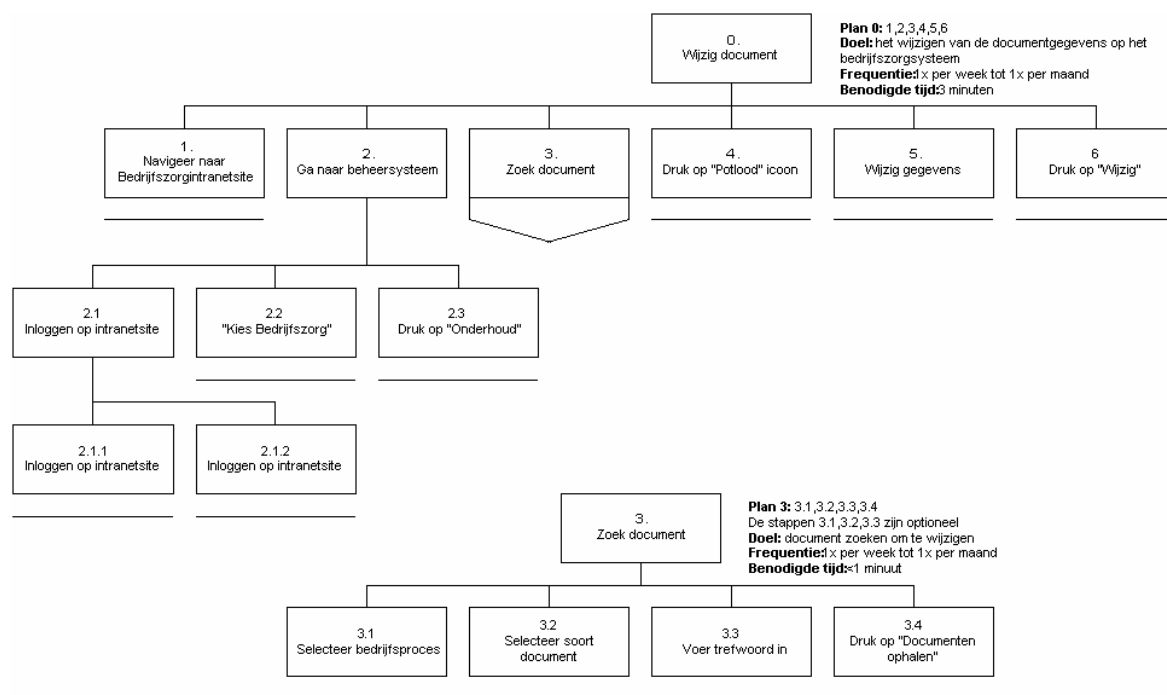 0.
Wijzig document
Plan 0: 1,2,3,4,5,6
Doel: het wijzigen van de documentgegevens op het
bedrijfszorgsysteem
Frequentie:1x per week tot 1x per maand
Benodigde tijd:3 minuten
1.
Navigeer naar
Bedrijfszorgintranetsite
2.
Ga naar beheersysteem
3.
Zoek document
4.
Druk op "Potlood" icoon
5.
Wijzig gegevens
6
Druk op "Wijzig"
2.1
Inloggen op intranetsite
2.2
"Kies Bedrijfszorg"
2.3
Druk op "Onderhoud"
2.1.1
Inloggen op intranetsite
2.1.2
Inloggen op intranetsite
3.
Zoek document
Plan 3: 3.1,3.2,3.3,3.4
De stappen 3.1,3.2,3.3 zijn optioneel
Doel: document zoeken om te wijzigen
Frequentie:1x per week tot 1x per maand
Benodigde tijd:<1 minuut
3.1
Selecteer bedrijfsproces
3.2
Selecteer soort
document
3.3
Voer trefwoord in
3.4
Druk op "Documenten
ophalen"